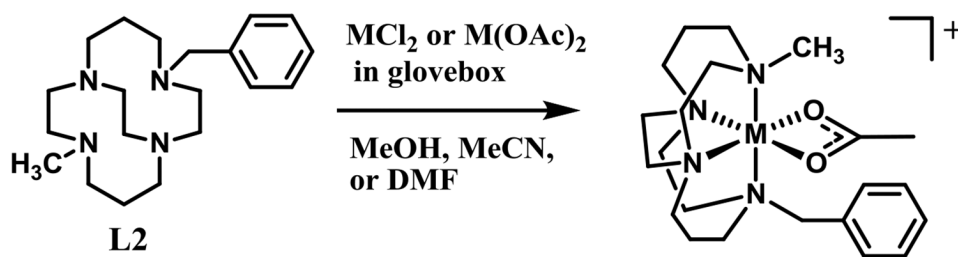 N
N
N
N
H₃C
L2
MCl₂ or M(OAc)₂
in glovebox
MeOH, MeCN,
or DMF
+
N
CH₃
N
M
O
O
N
N